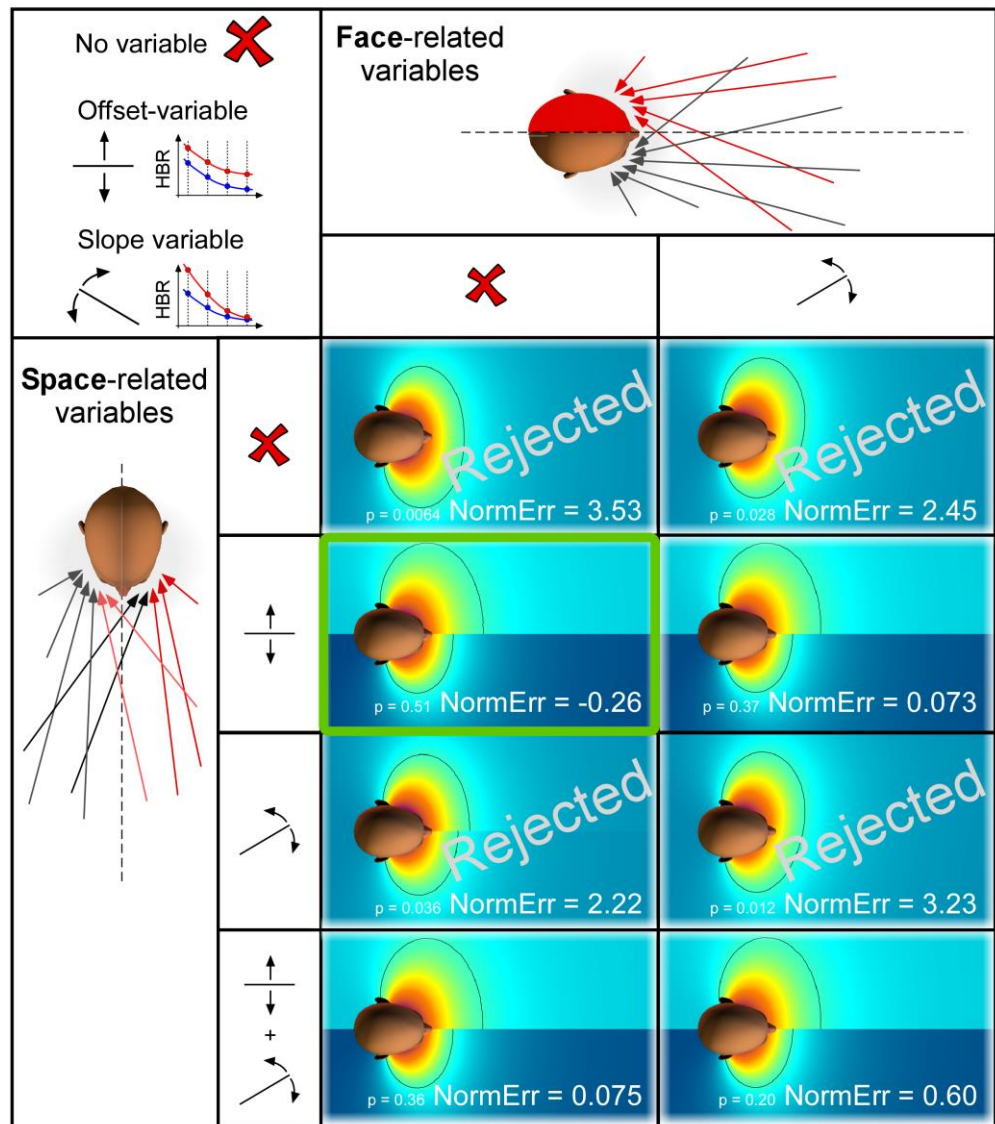 No variable
Offset-variable
HBR
Slope variable
HBR
Face-related
variables
Space-related
variables
Rejected
p = 0.0064 NormErr = 3.53
Rejected
p = 0.028 NormErr = 2.45
p = 0.51 NormErr = -0.26
p = 0.37 NormErr = 0.073
Rejected
p = 0.036 NormErr = 2.22
Rejected
p = 0.012 NormErr = 3.23
+
p = 0.36 NormErr = 0.075
p = 0.20 NormErr = 0.60